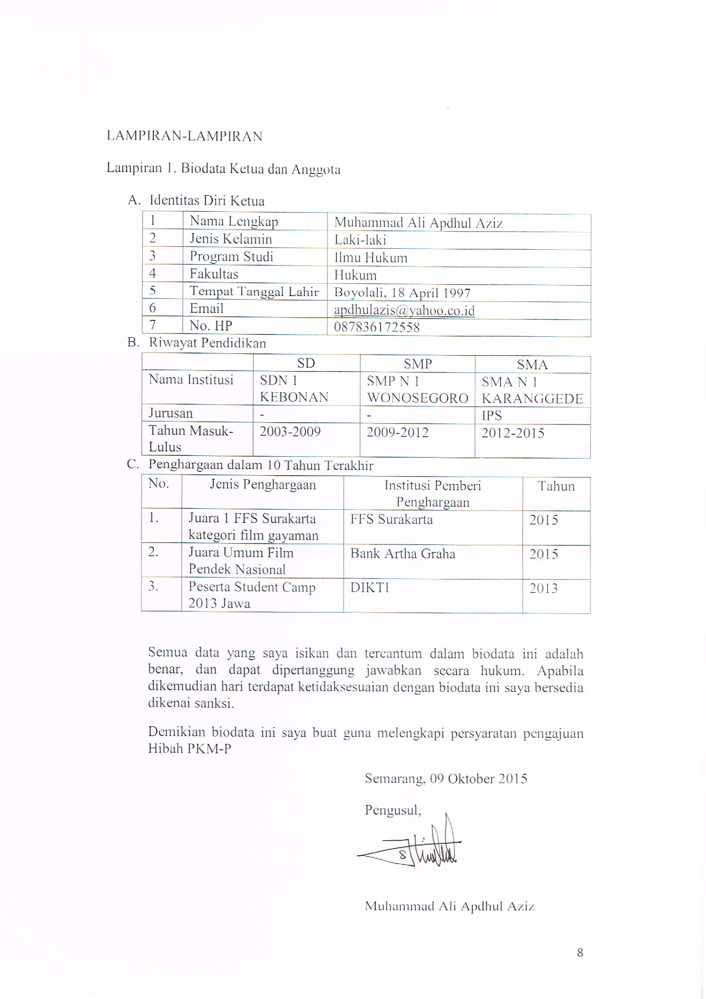 LAMPIRAN-LAMPIRAN
Lampiran 1. Biodata Ketua dan Anggota
A. Identitas Diri Ketua
1 Nama Lengkap Muhammad Ali Apdhul Aziz
2 Jenis Kelamin Laki-laki
3 Program Studi Ilmu Hukum
4 Fakultas Hukum
5 Tempat Tanggal Lahir Boyolali, 18 April 1997
6 Email apdhulazis@yahoo.co.id
7 No. HP 087836172558
B. Riwayat Pendidikan
SD SMP SMA
Nama Institusi SDN 1 SMP N 1 SMA N 1
KEBONAN WONOSEGORO KARANGGEDE
Jurusan - - IPS
Tahun Masuk- 2003-2009 2009-2012 2012-2015
Lulus
C. Penghargaan dalam 10 Tahun Terakhir
No. Jenis Penghargaan Institusi Pemberi Tahun
Penghargaan
1. Juara 1 FFS Surakarta FFS Surakarta 2015
kategori film gayaman
2. Juara Umum Film Bank Artha Graha 2015
Pendek Nasional
3. Peserta Student Camp DIKTI 2013
2013 Jawa
Semua data yang saya isikan dan tercantum dalam biodata ini adalah
benar, dan dapat dipertanggung jawabkan secara hukum. Apabila
dikemudian hari terdapat ketidaksesuaian dengan biodata ini saya bersedia
dikenai sanksi.
Demikian biodata ini saya buat guna melengkapi persyaratan pengajuan
Hibah PKM-P
Semarang, 09 Oktober 2015
Pengusul,
Muhammad Ali Apdhul Aziz
8